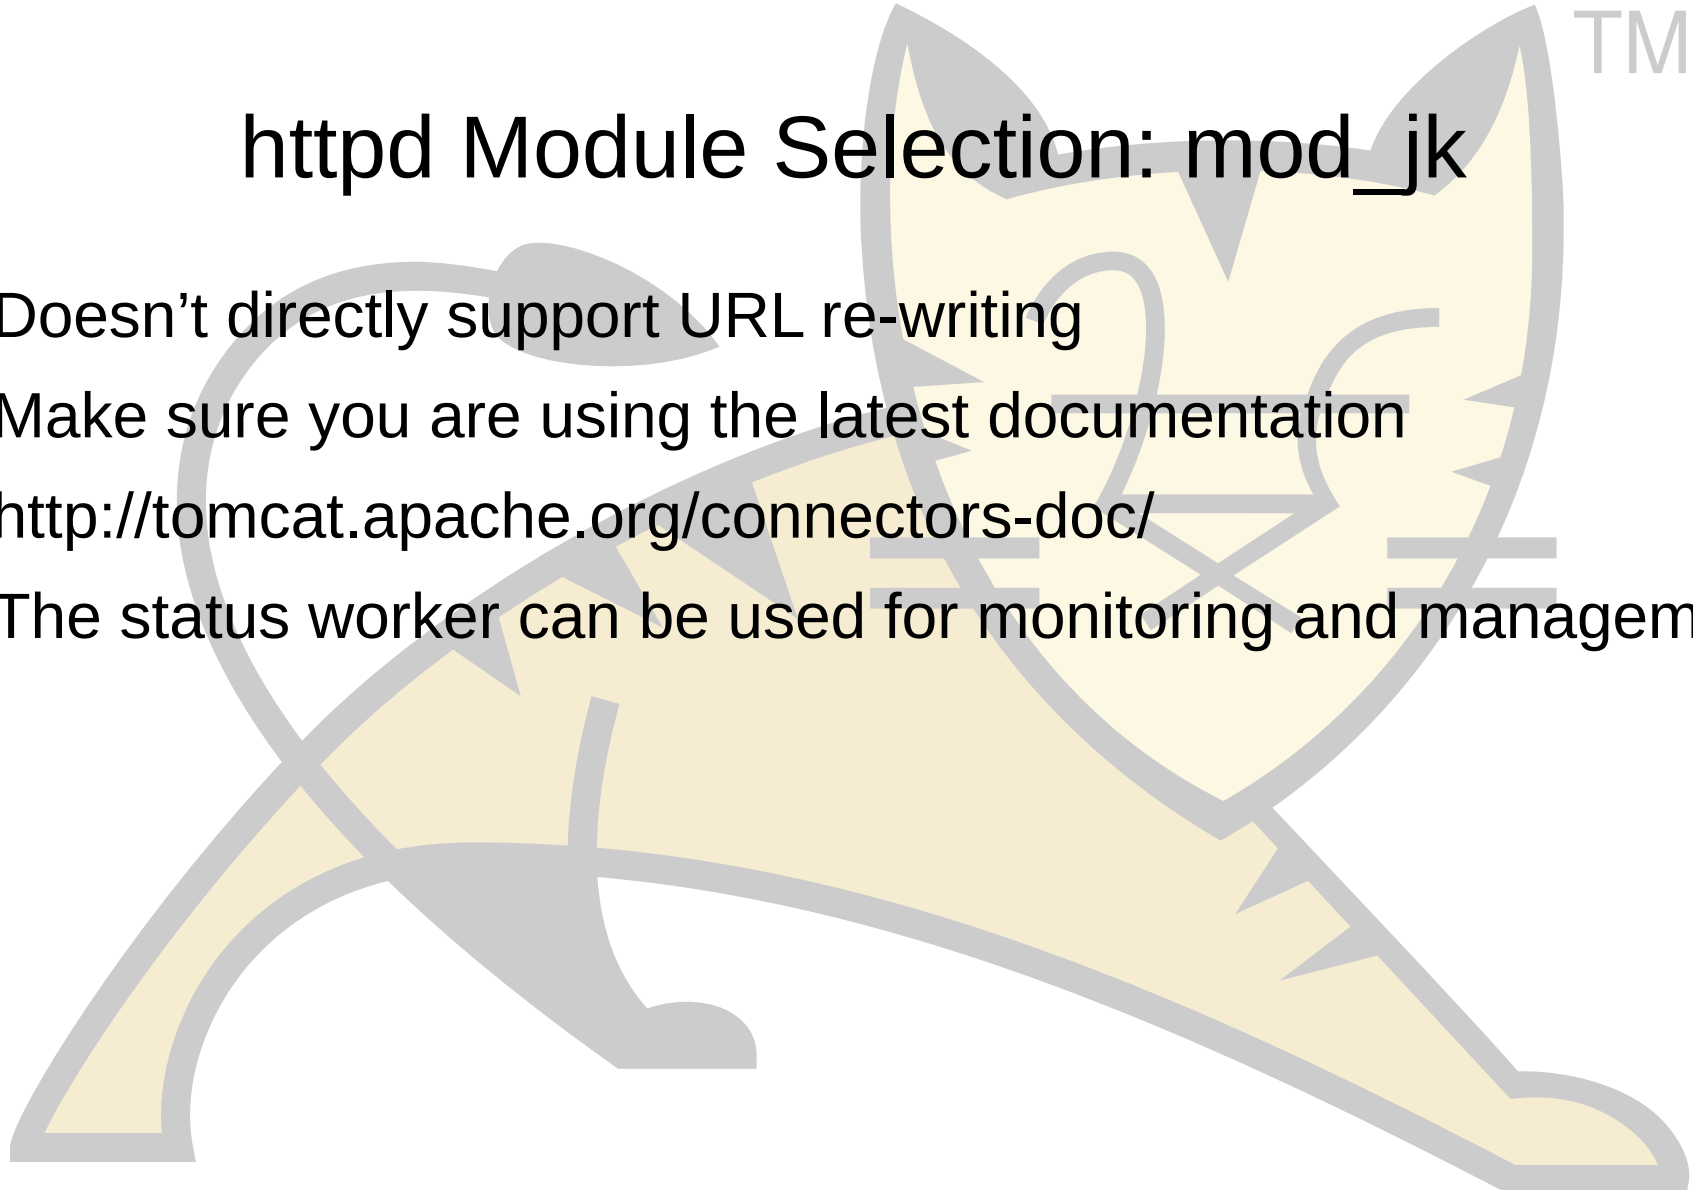 TM
httpd Module Selection: mod_jk
Doesn’t directly support URL re-writing
Make sure you are using the latest documentation
http://tomcat.apache.org/connectors-doc/
The status worker can be used for monitoring and managem